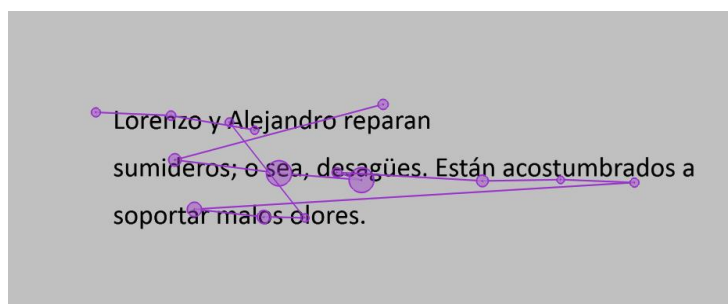 Lorenzo y Alejandro reparan
sumideros; o sea, desagües. Están acostumbrados a
soportar malos olores.